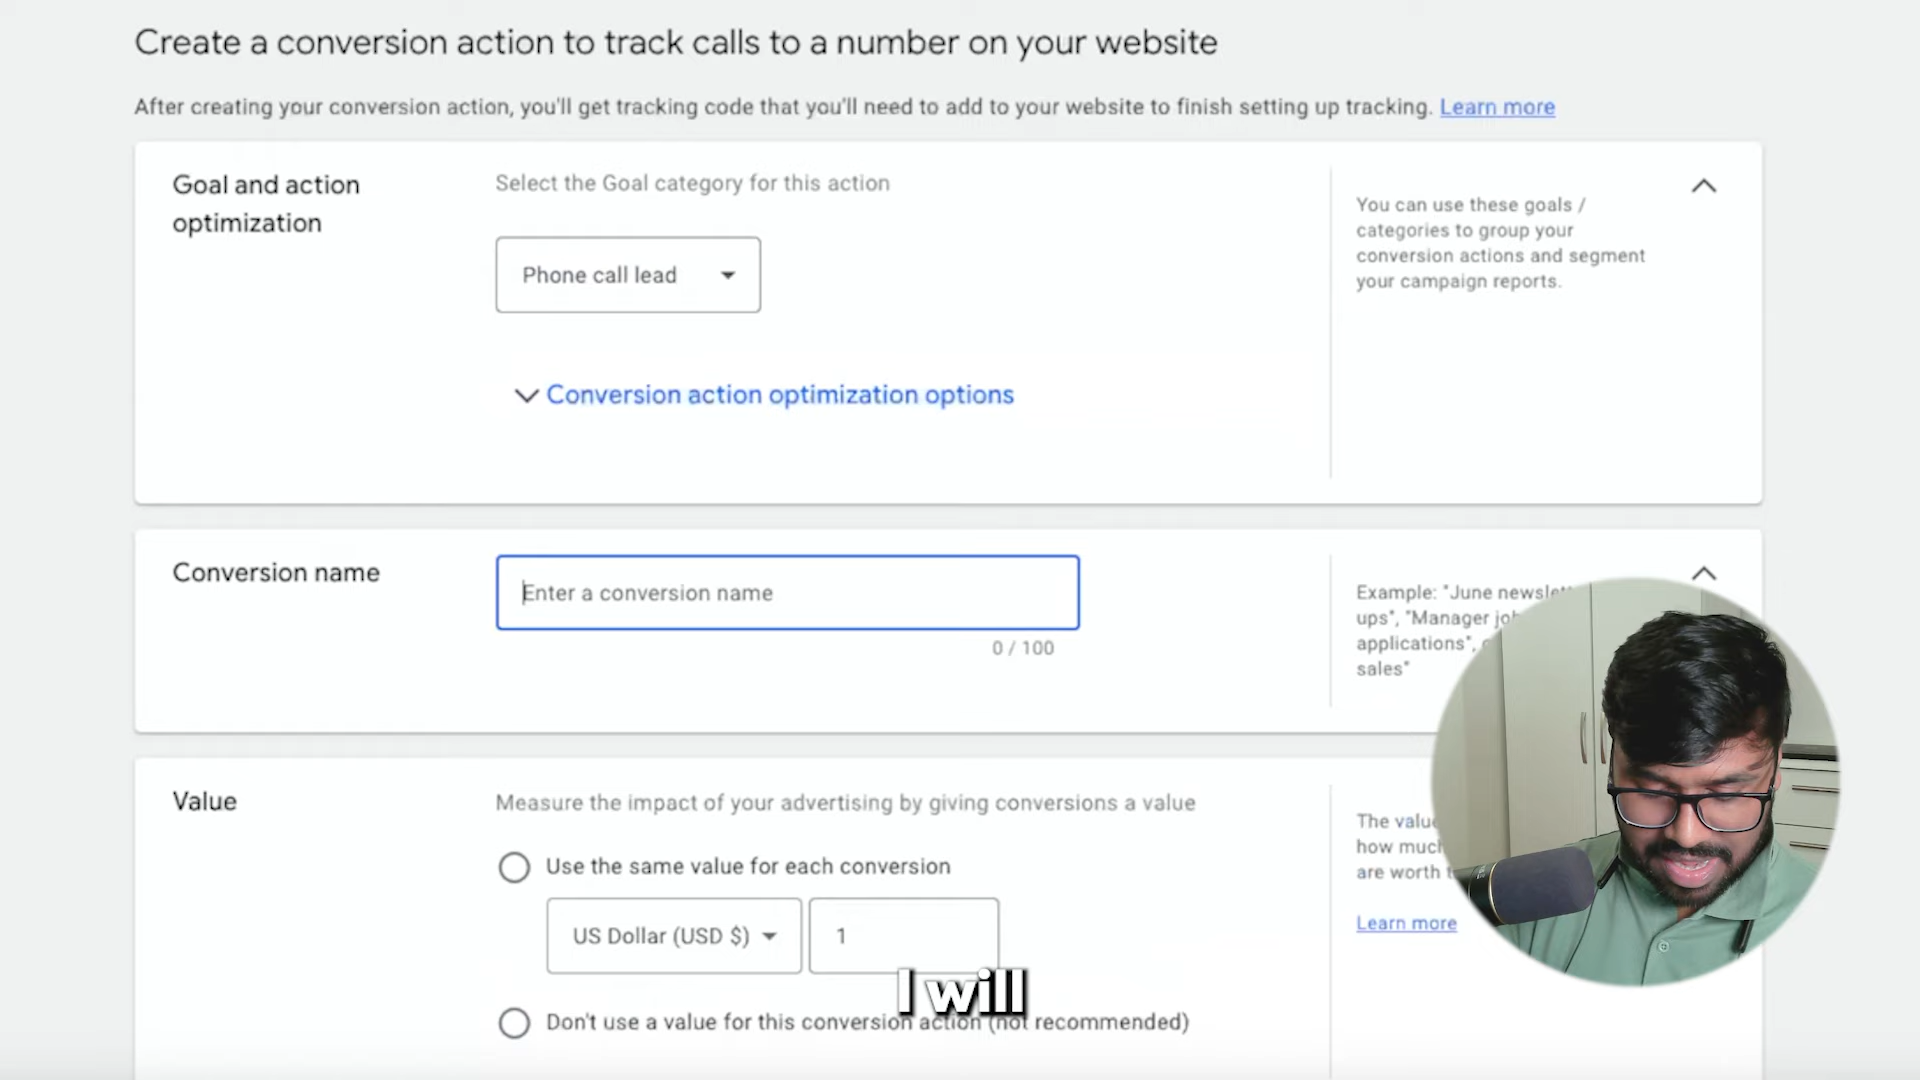 Create a conversion action to track calls to a number on your website
After creating your conversion action, you'll get tracking code that you'll need to add to your website to finish setting up tracking. Learn more
Goal and action
optimization
Select the Goal category for this action
Phone call lead
Conversion action optimization options
You can use these goals /
categories to group your
conversion actions and segment
your campaign reports.
Conversion name
Enter a conversion name
0 / 100
Example: "June
ups", "Manager
applications",
sales"
Value
Measure the impact of your advertising by giving conversions a value
Use the same value for each conversion
US Dollar (USD $)
1
Don't use a value for this conversion action (not recommended)
The
how much
are worth
Learn more
I will